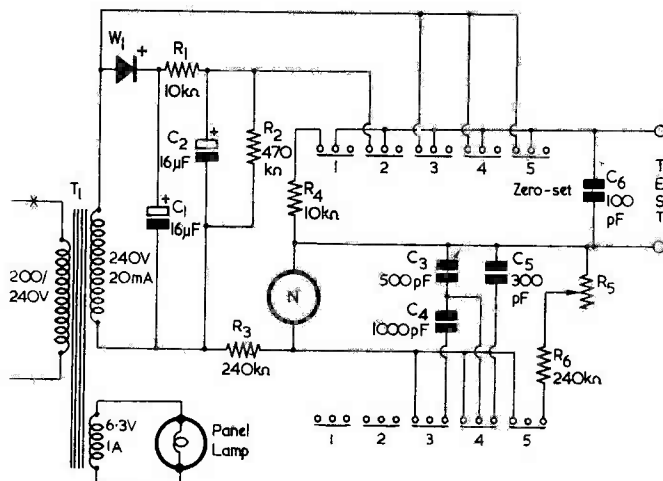 W1
+
R1
10kΩ
+
C2
16μF
R2
470
kΩ
+
C1
16μF
T1
200/
240V
240V
20mA
R3
240kΩ
6·3V
1A
Panel
Lamp
R4
10kΩ
N
1
2
3
4
5
Zero-set
C6
100
pF
TEST
C3
500pF
C4
1000pF
C5
300
pF
R5
R6
240kΩ
1
2
3
4
5